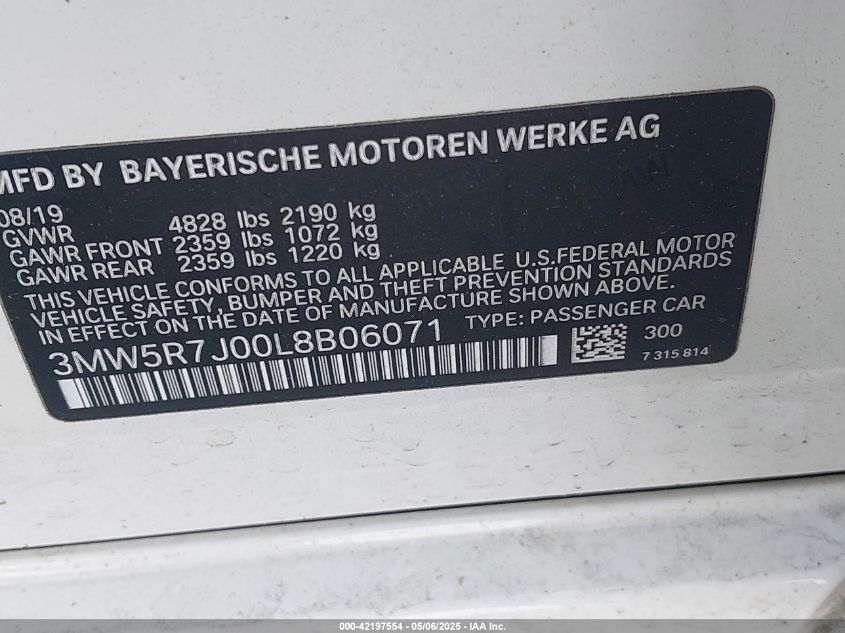 MFD BY BAYERISCHE MOTOREN WERKE AG
08/19
GVWR 4828 lbs 2190 kg
GAWR FRONT 2359 lbs 1072 kg
GAWR REAR 2359 lbs 1220 kg
THIS VEHICLE CONFORMS TO ALL APPLICABLE U.S.FEDERAL MOTOR
VEHICLE SAFETY, BUMPER AND THEFT PREVENTION STANDARDS
IN EFFECT ON THE DATE OF MANUFACTURE SHOWN ABOVE.
3MW5R7J00L8B06071 TYPE: PASSENGER CAR
300
7 315 814
000-42197554 - 05/06/2025 - IAA Inc.